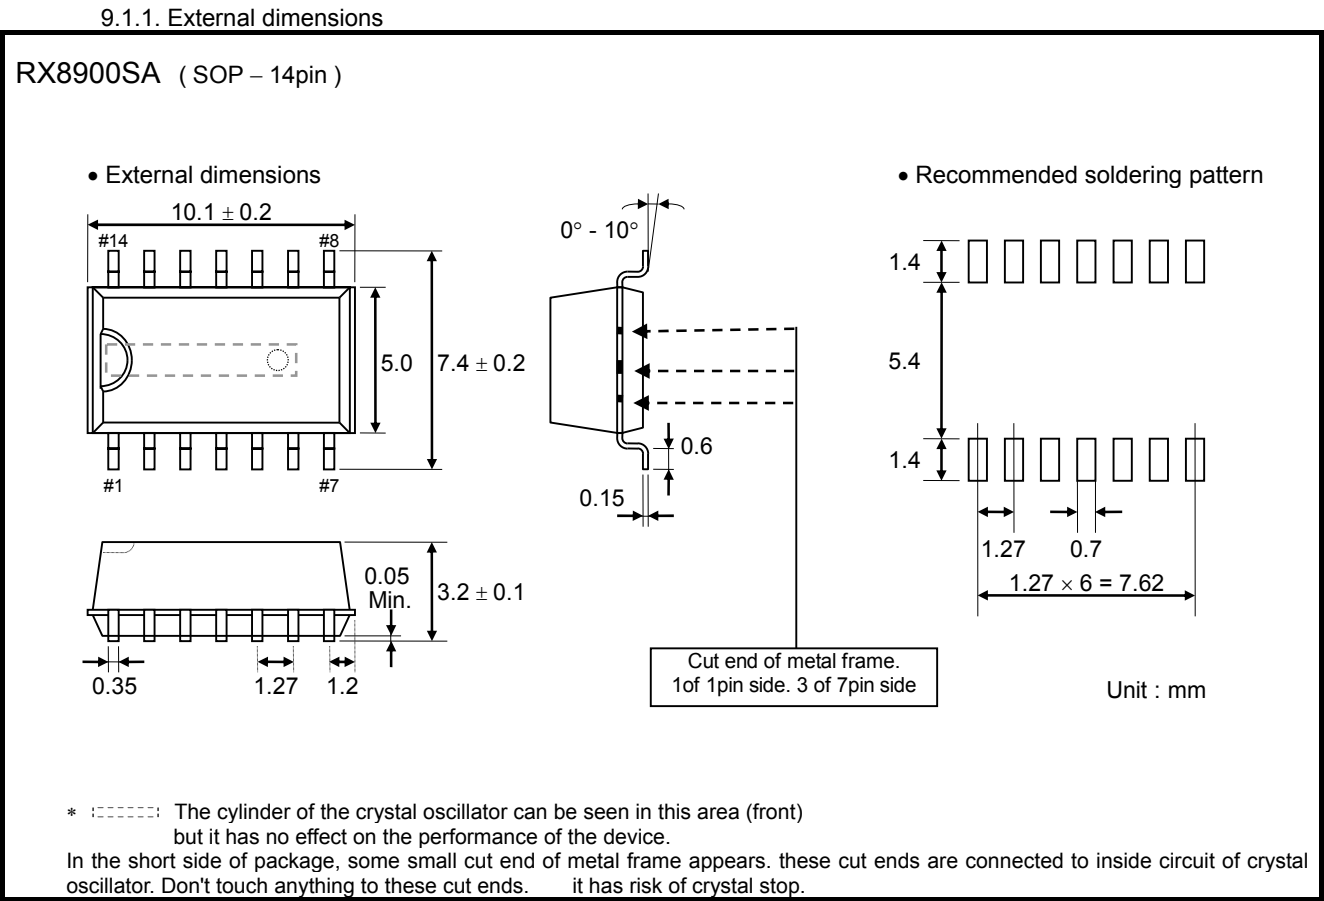 9.1.1. External dimensions
RX8900SA ( SOP – 14pin )
• External dimensions
10.1 ± 0.2
#14
#8
5.0
7.4 ± 0.2
#1
#7
0° - 10°
0.6
0.15
• Recommended soldering pattern
1.4
5.4
1.4
1.27
0.7
1.27 × 6 = 7.62
0.05
Min.
3.2 ± 0.1
0.35
1.27
1.2
Cut end of metal frame.
1of 1pin side. 3 of 7pin side
Unit : mm
* The cylinder of the crystal oscillator can be seen in this area (front)
but it has no effect on the performance of the device.
In the short side of package, some small cut end of metal frame appears. these cut ends are connected to inside circuit of crystal
oscillator. Don't touch anything to these cut ends. it has risk of crystal stop.